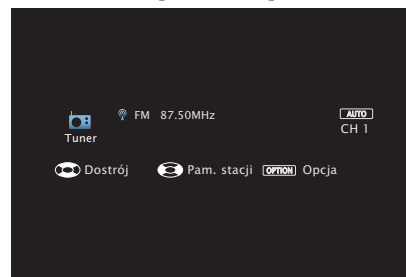 FM 87.50MHz AUTO
Tuner CH 1
Dostrój Pam. stacji OPTION Opcja